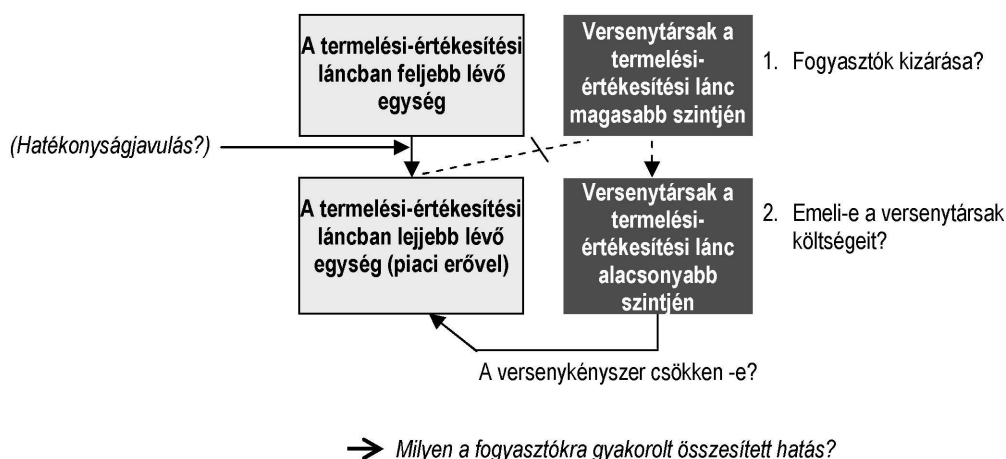 A termelési-értékesítési
láncban feljebb lévő
egység
Versenytársak a
termelési-
értékesítési lánc
magasabb szintjén
1. Fogyasztók kizárása?
(Hatékonyságjavulás?)
A termelési-értékesítési
láncban lejjebb lévő
egység (piaci erővel)
Versenytársak a
termelési-
értékesítési lánc
alacsonyabb
szintjén
2. Emeli-e a versenytársak
költségeit?
A versenykényszer csökken -e?
Milyen a fogyasztókra gyakorolt összesített hatás?